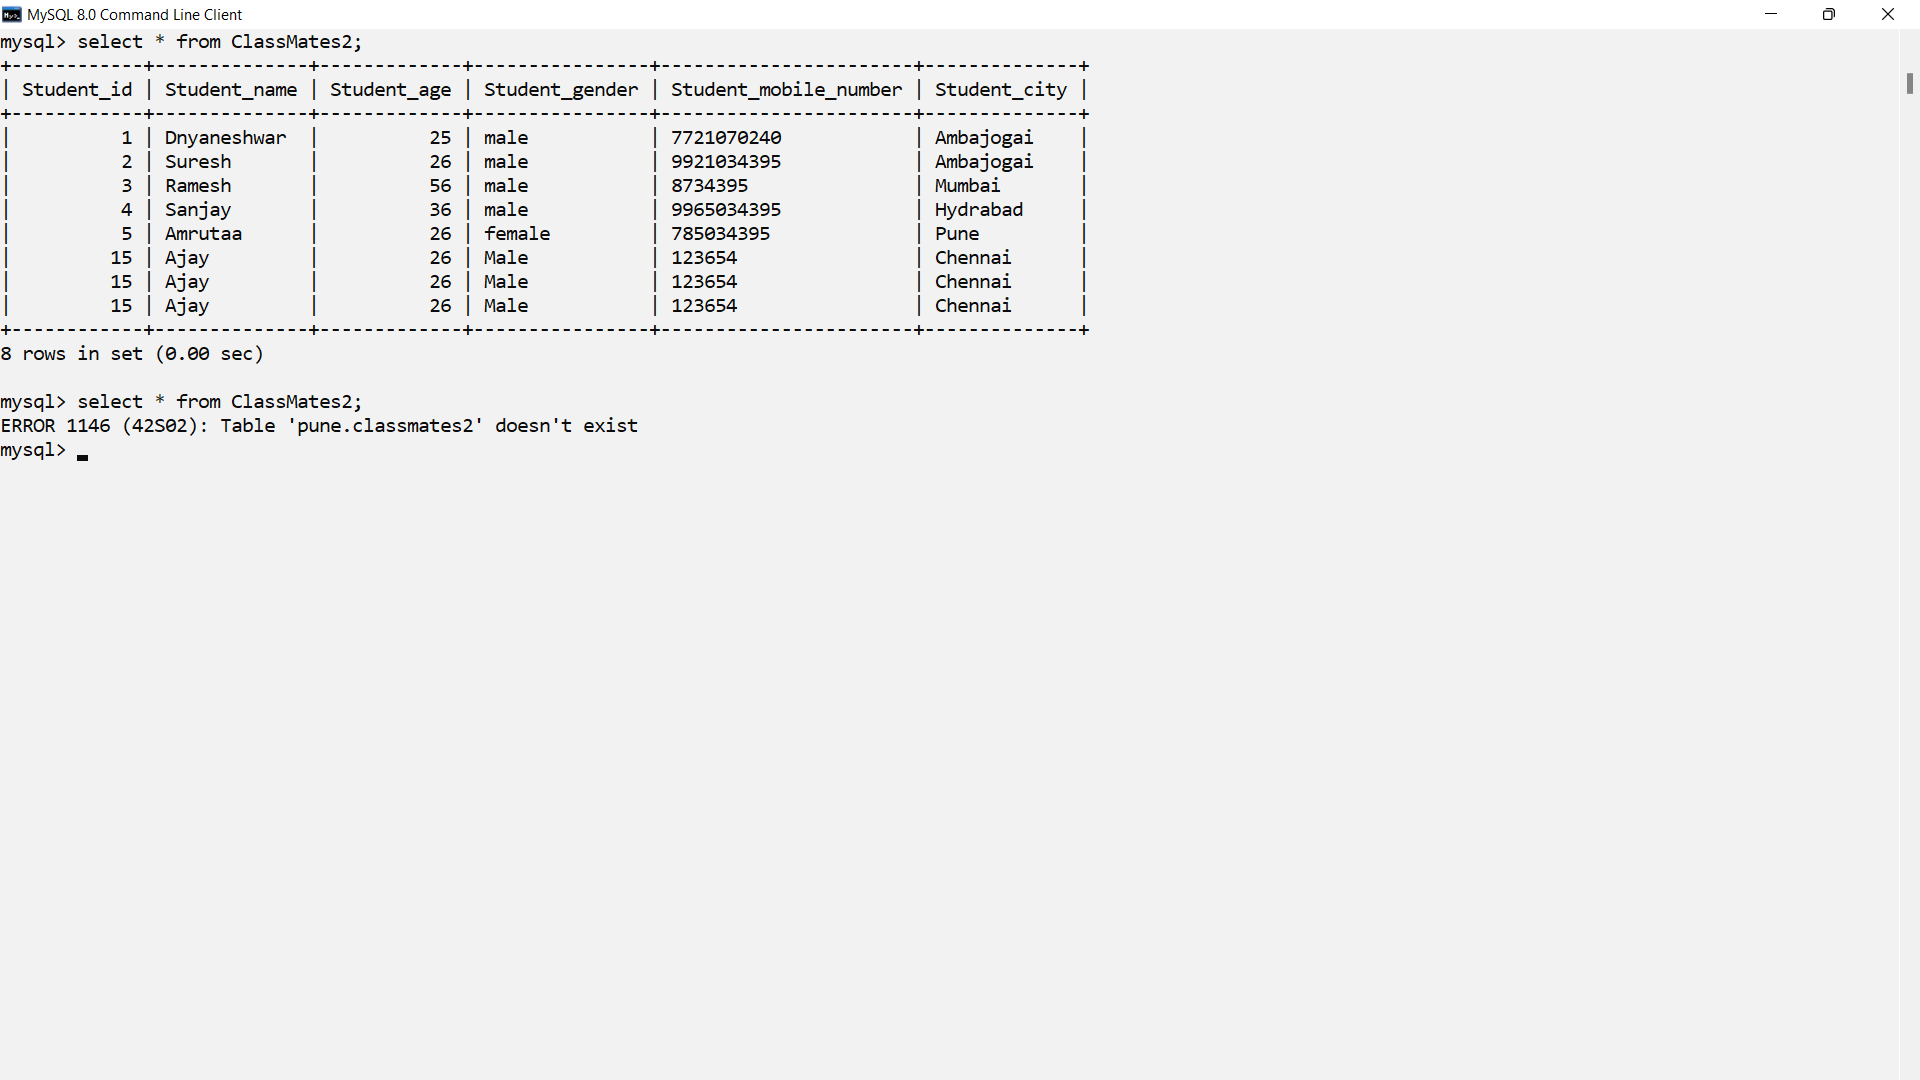 MySQL 8.0 Command Line Client
mysql> select * from ClassMates2;
+------------+--------------+-------------+----------------+-----------------------+--------------+
| Student_id | Student_name | Student_age | Student_gender | Student_mobile_number | Student_city |
+------------+--------------+-------------+----------------+-----------------------+--------------+
|          1 | Dnyaneshwar  |          25 | male           | 7721070240            | Ambajogai    |
|          2 | Suresh       |          26 | male           | 9921034395            | Ambajogai    |
|          3 | Ramesh       |          56 | male           | 8734395               | Mumbai       |
|          4 | Sanjay       |          36 | male           | 9965034395            | Hydrabad     |
|          5 | Amrutaa      |          26 | female         | 785034395             | Pune         |
|         15 | Ajay         |          26 | Male           | 123654                | Chennai      |
|         15 | Ajay         |          26 | Male           | 123654                | Chennai      |
|         15 | Ajay         |          26 | Male           | 123654                | Chennai      |
+------------+--------------+-------------+----------------+-----------------------+--------------+
8 rows in set (0.00 sec)
mysql> select * from ClassMates2;
ERROR 1146 (42S02): Table 'pune.classmates2' doesn't exist
mysql>